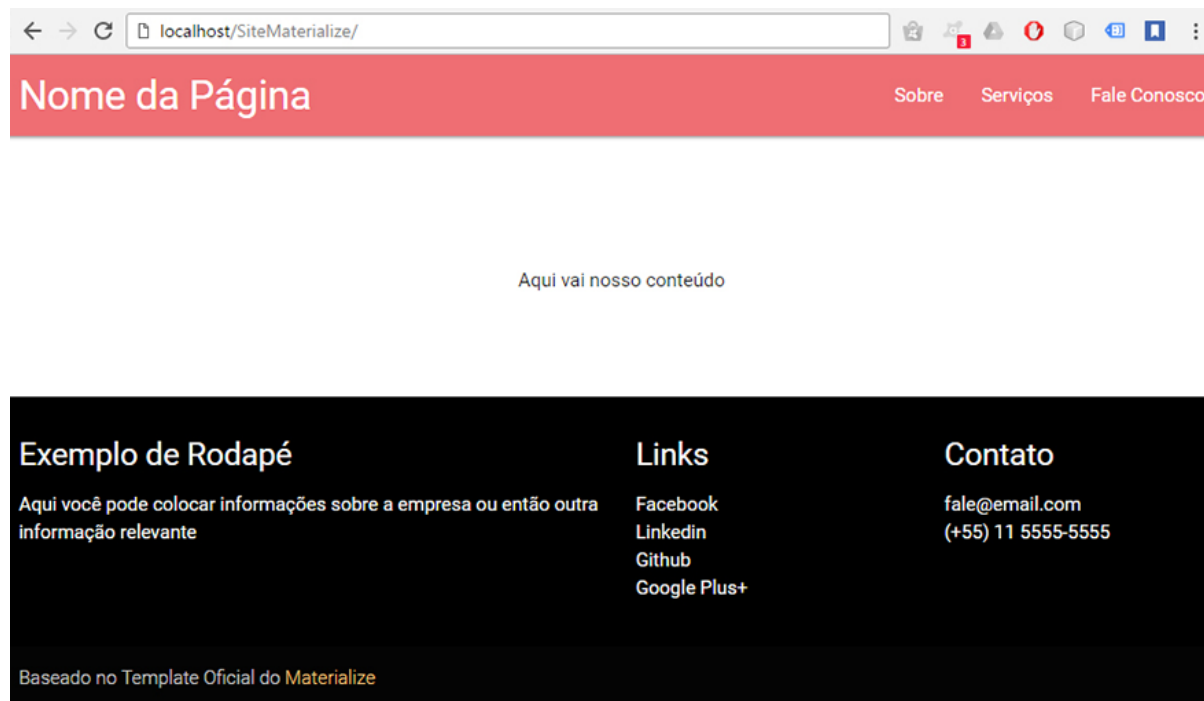 localhost/SiteMaterialize/
3
Nome da Página
Sobre
Serviços
Fale Conosco
Aqui vai nosso conteúdo
Exemplo de Rodapé
Aqui você pode colocar informações sobre a empresa ou então outra
informação relevante
Links
Facebook
Linkedin
Github
Google Plus+
Contato
fale@email.com
(+55) 11 5555-5555
Baseado no Template Oficial do Materialize